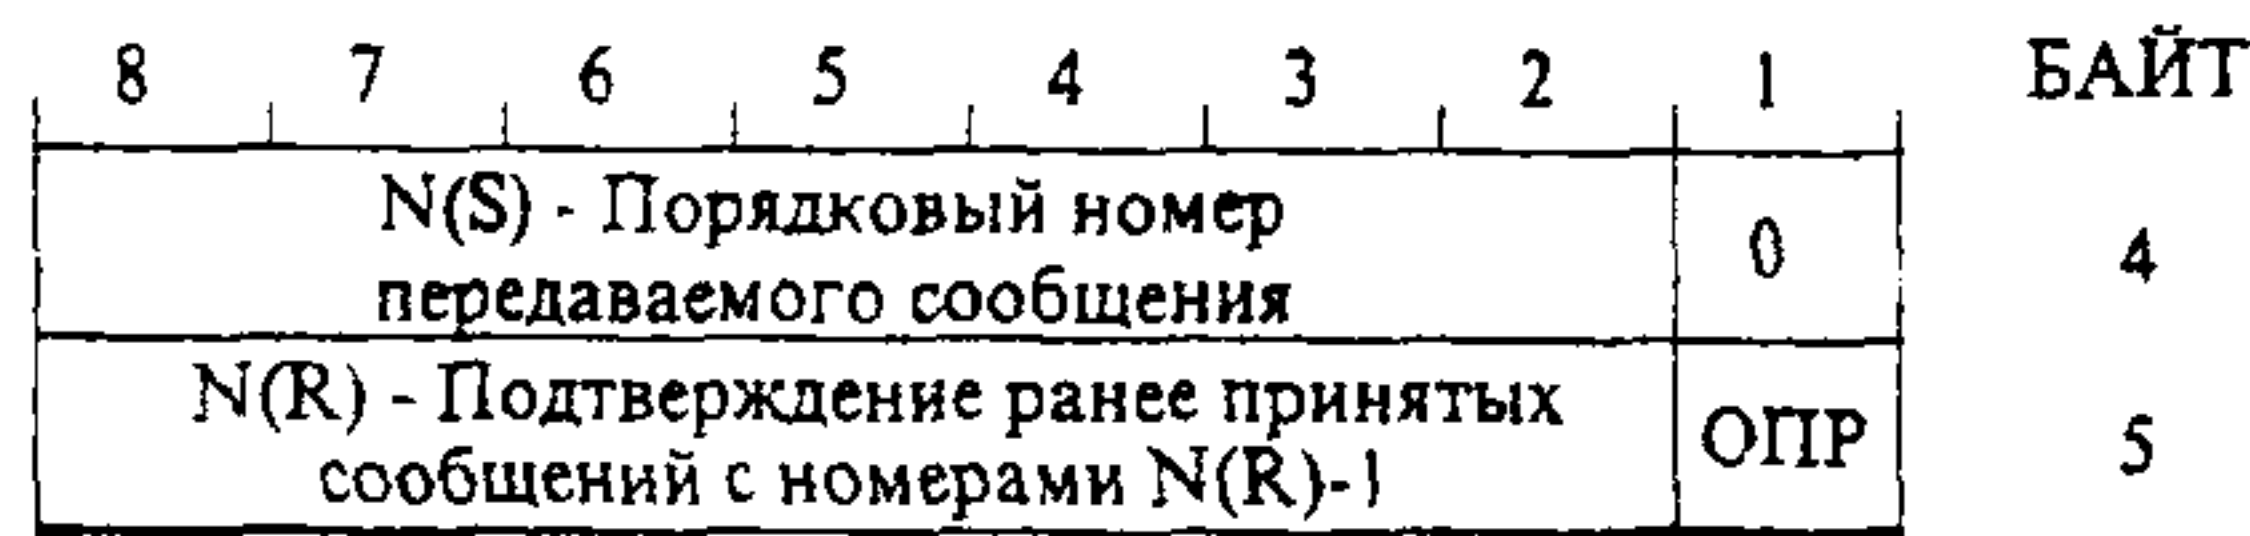 8 7 6 5 4 3 2 1 БАЙТ
N(S) - Порядковый номер
передаваемого сообщения
0
4
N(R) - Подтверждение ранее принятых
сообщений с номерами N(R)-1
ОПР
5